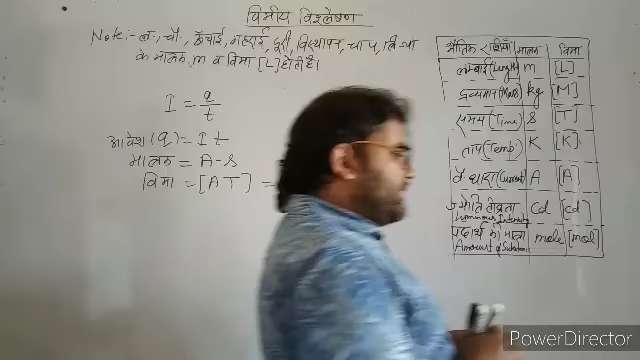 विमीय विश्लेषण
Note:- ल॰, चौ॰, ऊँचाई, गहराई, दूरी, विस्थापन, चाप, त्रिज्या
के मात्रक m व विमा [L] होती है।
I = q/t
आवेश (q) = I t
मात्रक = A-S
विमा = [A T] =
भौतिक राशियाँ मात्रक विमा
लम्बाई (Length) m [L]
द्रव्यमान (Mass) kg [M]
समय (Time) s [T]
ताप (Temp) K [K]
वै॰ धारा (Current) A [A]
ज्योति तीव्रता Cd [Cd]
Luminous Intensity
पदार्थ की मात्रा mole [mol]
Amount of Substance
PowerDirector